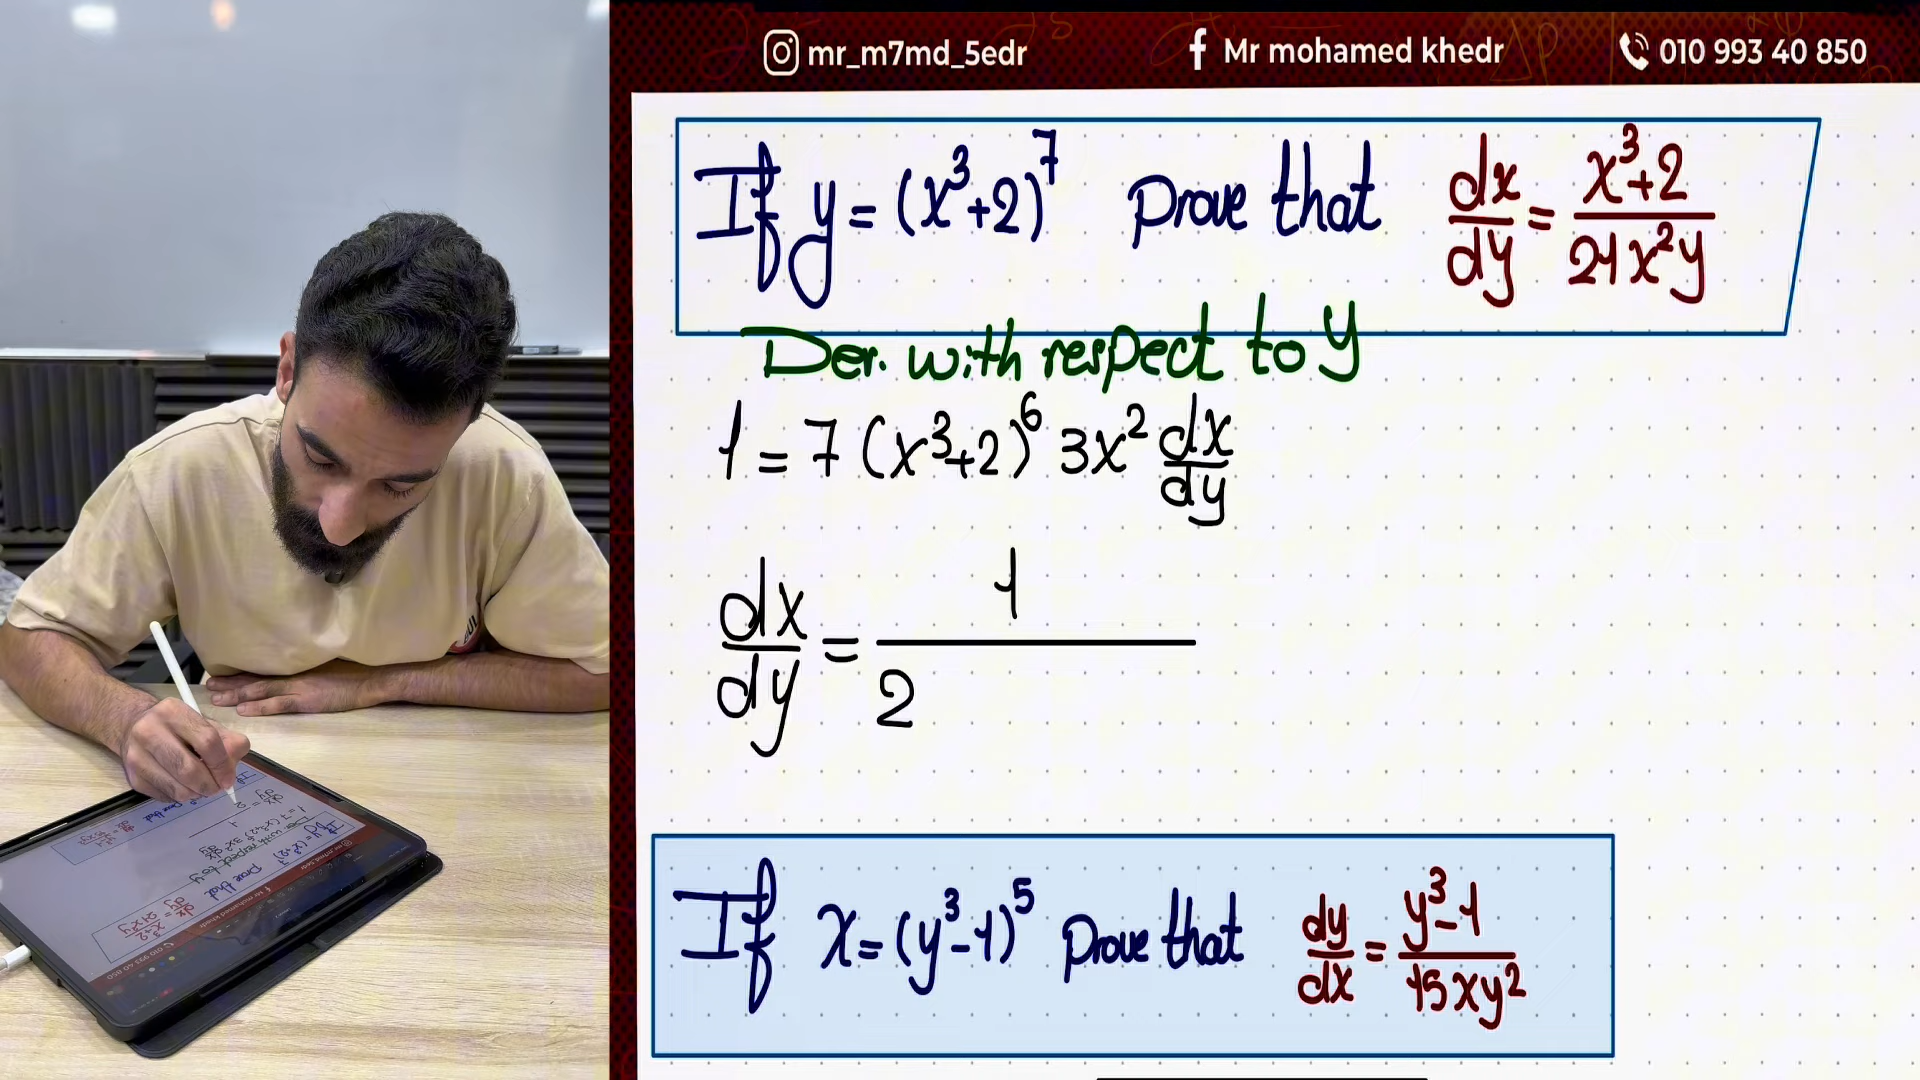 mr_m7md_5edr Mr mohamed khedr 010 993 40 850
If y = (x³+2)⁷ prove that dx/dy = (x³+2)/(21x²y)
Der. with respect to y
1 = 7(x³+2)⁶ 3x² dx/dy
dx/dy = 1/2
If x = (y³-1)⁵ prove that dy/dx = (y³-1)/(15xy²)